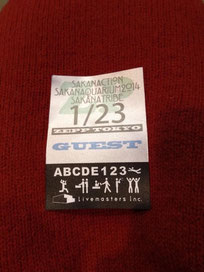 SAKANACTION
SAKANAQUARIUM2014
SAKANATRIBE
1/23
ZEPP TOKYO
GUEST
ABCDE123
Livemasters Inc.